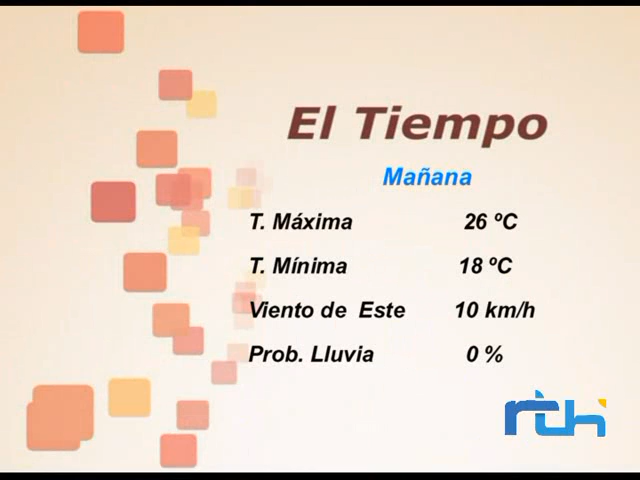 El Tiempo
Mañana
T. Máxima 26 ºC
T. Mínima 18 ºC
Viento de Este 10 km/h
Prob. Lluvia 0 %
rth